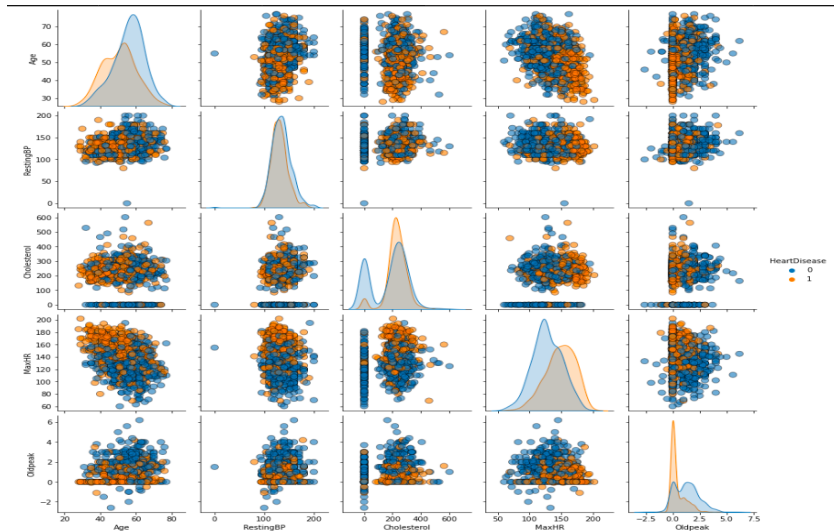 70
60
50
40
30
Age
200
150
100
50
0
RestingBP
600
500
400
300
200
100
0
Cholesterol
HeartDisease
0
1
200
180
160
140
120
100
80
60
MaxHR
6
4
2
0
−2
Oldpeak
20 40 60 80
0 100 200
0 200 400 600
50 100 150 200
−2.5 0.0 2.5 5.0 7.5
Age RestingBP Cholesterol MaxHR Oldpeak